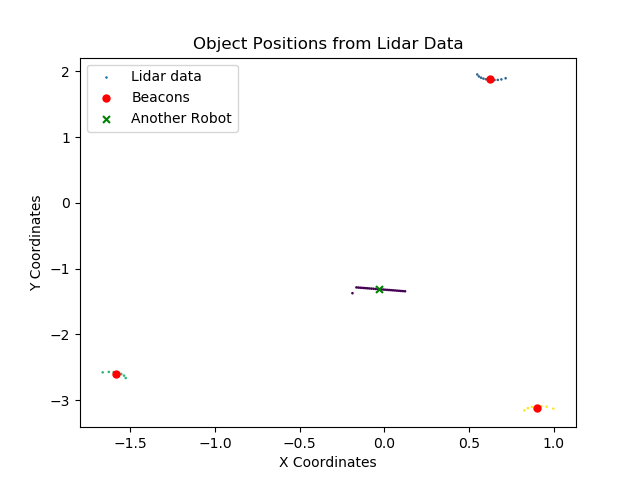 Object Positions from Lidar Data
Lidar data
Beacons
Another Robot
2
1
0
−1
−2
−3
Y Coordinates
−1.5
−1.0
−0.5
0.0
0.5
1.0
X Coordinates